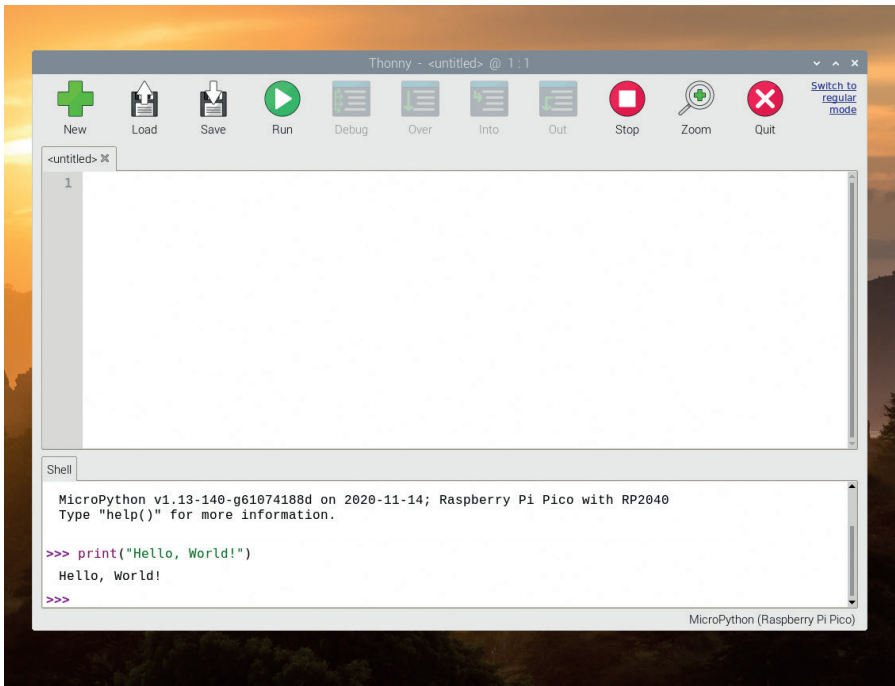 Thonny - <untitled> @ 1:1
New Load Save Run Debug Over Into Out Stop Zoom Quit
Switch to
regular
mode
<untitled>
1
Shell
MicroPython v1.13-140-g61074188d on 2020-11-14; Raspberry Pi Pico with RP2040
Type "help()" for more information.
>>> print("Hello, World!")
Hello, World!
>>>
MicroPython (Raspberry Pi Pico)